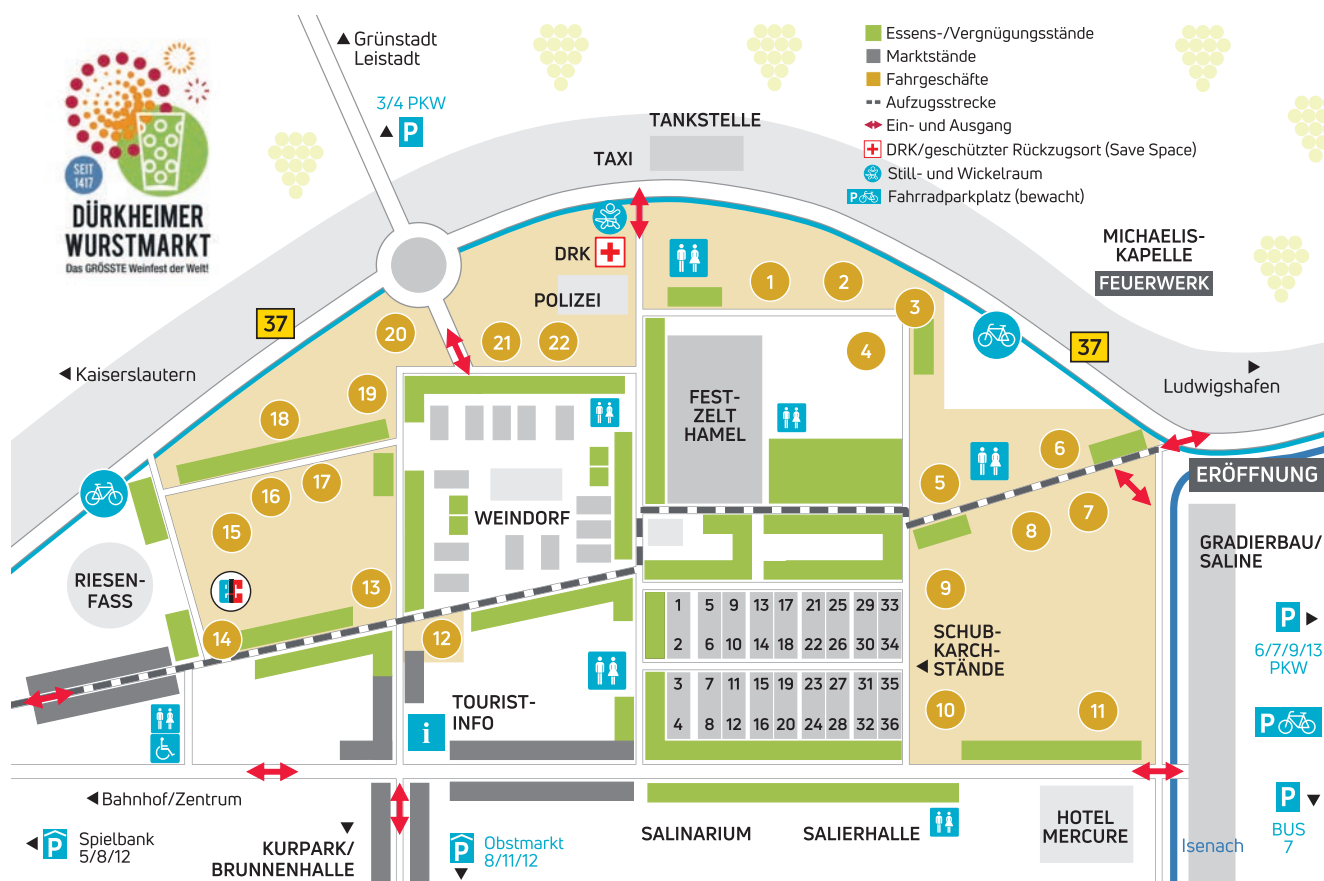 SEIT
1417
DÜRKHEIMER
WURSTMARKT
Das GRÖSSTE Weinfest der Welt!
Grünstadt
Leistadt
3/4 PKW
P
Essens-/Vergnügungsstände
Marktstände
Fahrgeschäfte
Aufzugsstrecke
Ein- und Ausgang
DRK/geschützter Rückzugsort (Save Space)
Still- und Wickelraum
P
Fahrradparkplatz (bewacht)
TANKSTELLE
TAXI
DRK
POLIZEI
MICHAELIS-
KAPELLE
FEUERWERK
37
37
Kaiserslautern
Ludwigshafen
1
2
3
4
5
6
7
8
9
10
11
12
13
14
15
16
17
18
19
20
21
22
FEST-
ZELT
HAMEL
WEINDORF
RIESEN-
FASS
EC
ERÖFFNUNG
GRADIERBAU/
SALINE
SCHUB-
KARCH-
STÄNDE
1 5 9 13 17 21 25 29 33
2 6 10 14 18 22 26 30 34
3 7 11 15 19 23 27 31 35
4 8 12 16 20 24 28 32 36
TOURIST-
INFO
i
P
6/7/9/13
PKW
P
P
BUS
7
Bahnhof/Zentrum
P
Spielbank
5/8/12
KURPARK/
BRUNNENHALLE
P
Obstmarkt
8/11/12
SALINARIUM
SALIERHALLE
HOTEL
MERCURE
Isenach